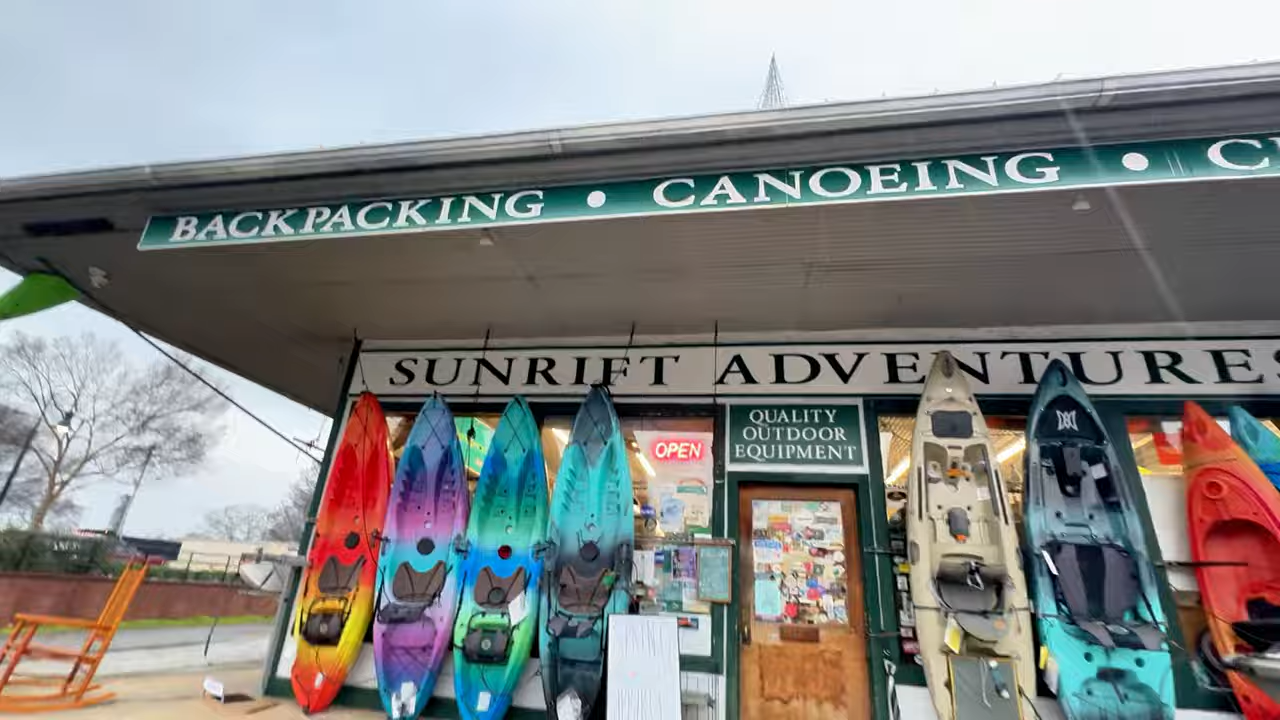 BACKPACKING • CANOEING •
SUNRIFT ADVENTURES
QUALITY
OUTDOOR
EQUIPMENT
OPEN